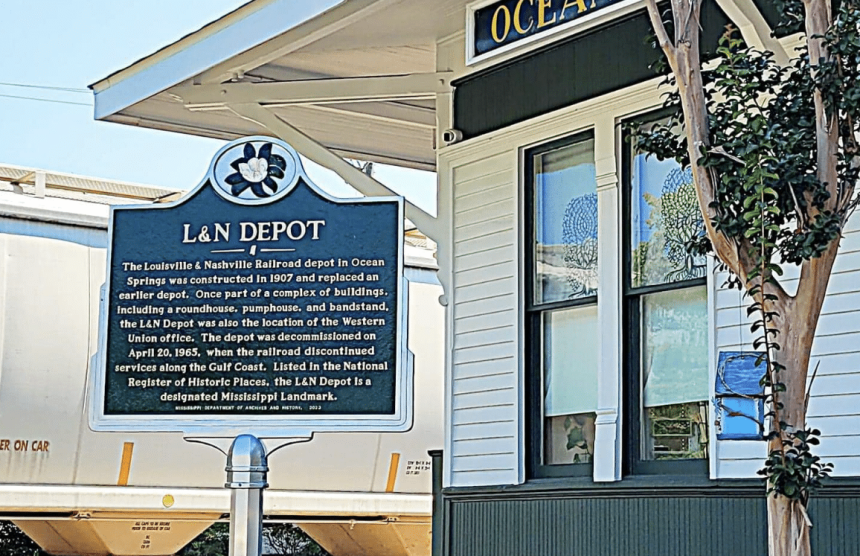 OCEA
L&N DEPOT
The Louisville & Nashville Railroad depot in Ocean
Springs was constructed in 1907 and replaced an
earlier depot. Once part of a complex of buildings,
including a roundhouse, pumphouse, and bandstand,
the L&N Depot was also the location of the Western
Union office. The depot was decommissioned on
April 20, 1965, when the railroad discontinued
services along the Gulf Coast. Listed in the National
Register of Historic Places, the L&N Depot is a
designated Mississippi Landmark.
MISSISSIPPI DEPARTMENT OF ARCHIVES AND HISTORY, 2023
ER ON CAR